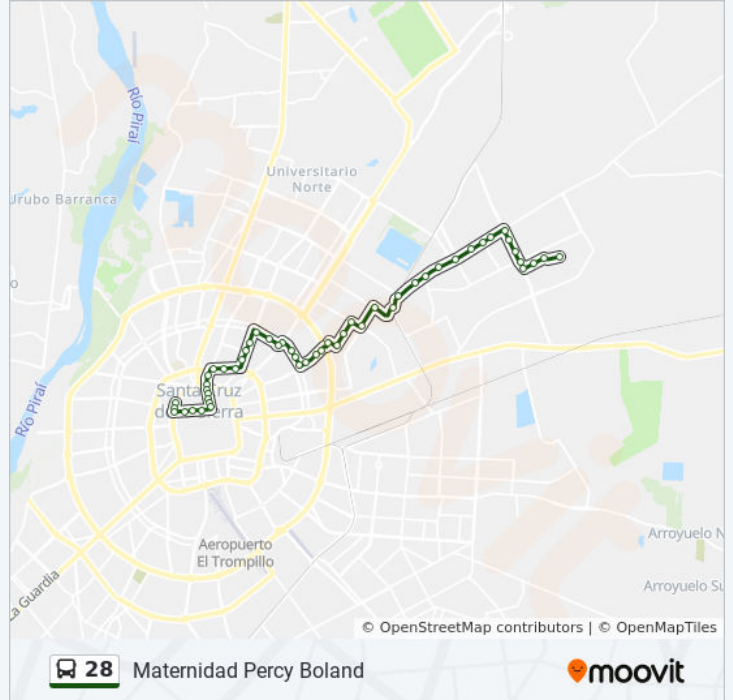 Río Piraí
Universitario
Norte
urubo Barranca
o
Río Piraí
Santa Cruz
de Sierra
Aeropuerto
El Trompillo
La Guardia
Arroyuelo N
Arroyuelo Su
© OpenStreetMap contributors | © OpenMapTiles
28 Maternidad Percy Boland
moovit